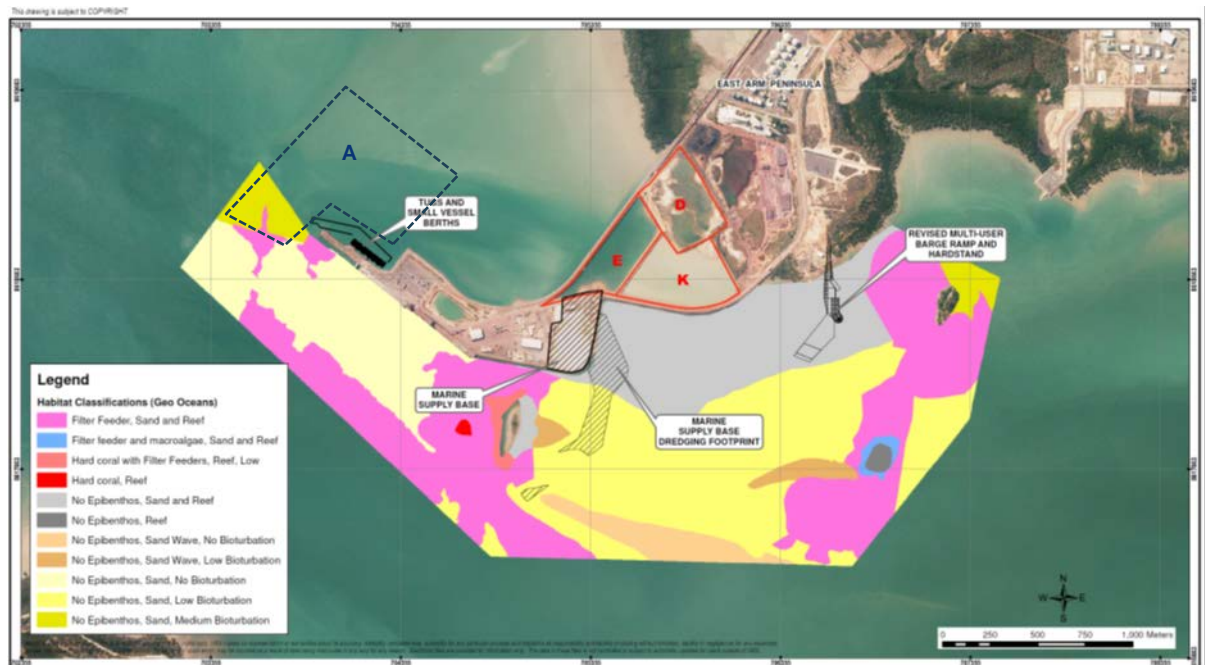 This drawing is subject to COPYRIGHT
EAST ARM PENINSULA
A
TUGS AND
SMALL VESSEL
BERTHS
D
E
K
REVISED MULTI-USER
BARGE RAMP AND
HARDSTAND
MARINE
SUPPLY BASE
MARINE
SUPPLY BASE
DREDGING FOOTPRINT
Legend
Habitat Classifications (Geo Oceans)
Filter Feeder, Sand and Reef
Filter feeder and macroalgae, Sand and Reef
Hard coral with Filter Feeders, Reef, Low
Hard coral, Reef
No Epibenthos, Sand and Reef
No Epibenthos, Reef
No Epibenthos, Sand Wave, No Bioturbation
No Epibenthos, Sand Wave, Low Bioturbation
No Epibenthos, Sand, No Bioturbation
No Epibenthos, Sand, Low Bioturbation
No Epibenthos, Sand, Medium Bioturbation
N
W E
S
0 250 500 750 1,000 Meters